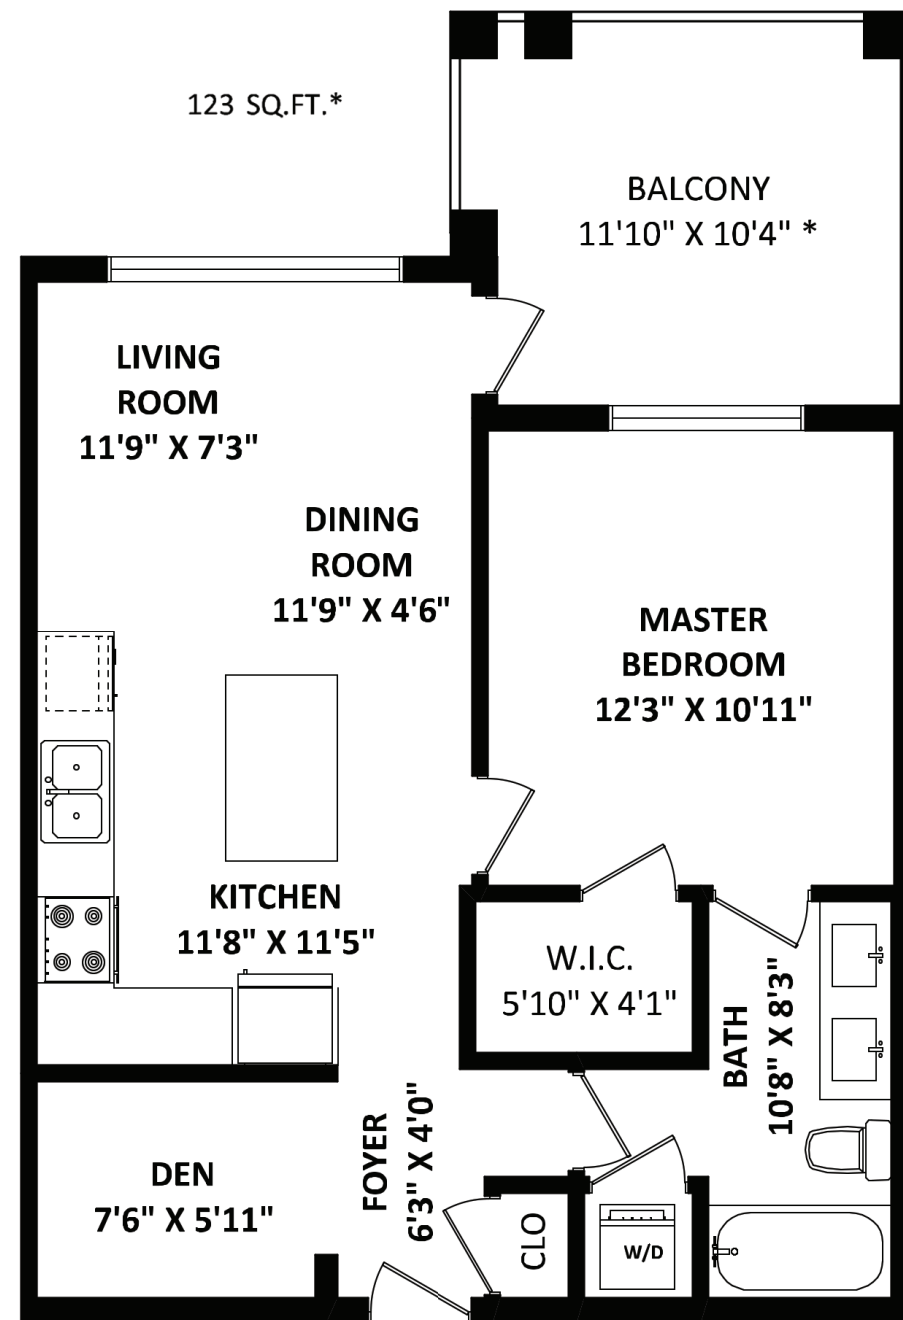 123 SQ.FT.*
BALCONY
11'10" X 10'4" *
LIVING
ROOM
11'9" X 7'3"
DINING
ROOM
11'9" X 4'6"
MASTER
BEDROOM
12'3" X 10'11"
KITCHEN
11'8" X 11'5"
W.I.C.
5'10" X 4'1"
BATH
10'8" X 8'3"
FOYER
6'3" X 4'0"
DEN
7'6" X 5'11"
CLO
W/D